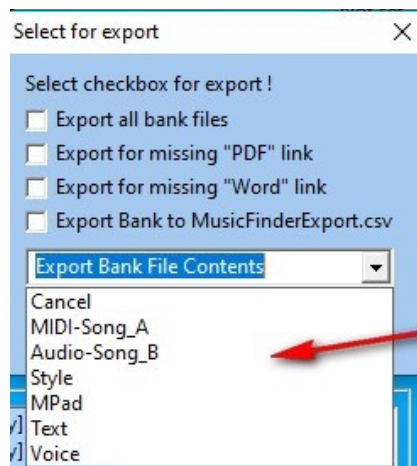 Select for export
Select checkbox for export !
Export all bank files
Export for missing "PDF" link
Export for missing "Word" link
Export Bank to MusicFinderExport.csv
Export Bank File Contents
Cancel
MIDI-Song_A
Audio-Song_B
Style
MPad
Text
Voice
y]
y]